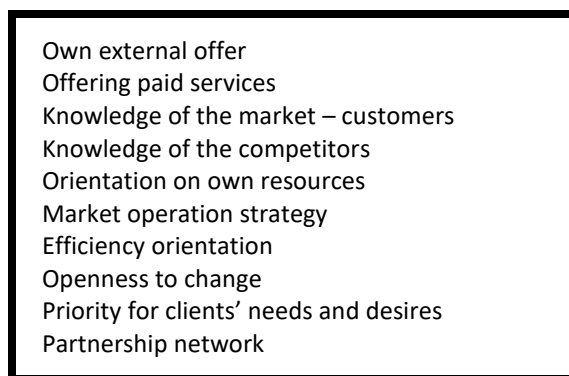 Own external offer
Offering paid services
Knowledge of the market – customers
Knowledge of the competitors
Orientation on own resources
Market operation strategy
Efficiency orientation
Openness to change
Priority for clients’ needs and desires
Partnership network